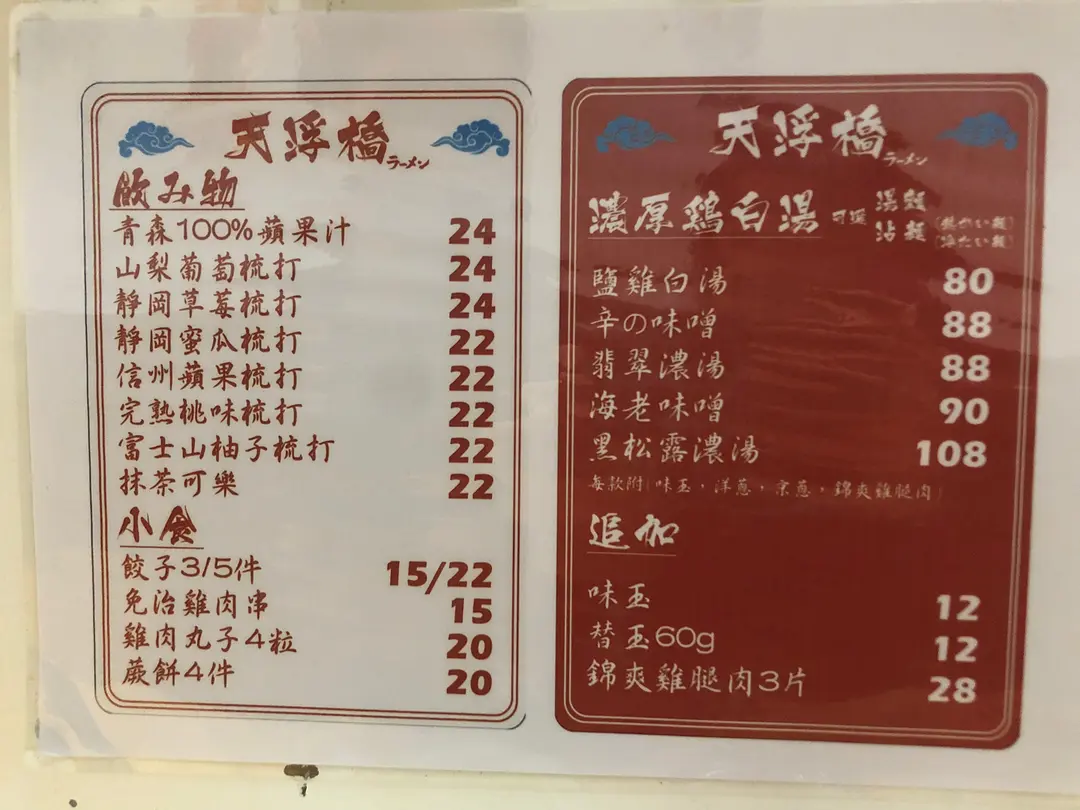 天浮橋
ラーメン
飲み物
青森100%蘋果汁 24
山梨葡萄梳打 24
靜岡草莓梳打 24
靜岡蜜瓜梳打 22
信州蘋果梳打 22
完熟桃味梳打 22
富士山柚子梳打 22
抹茶可樂 22
小食
餃子3/5件 15/22
免治雞肉串 15
雞肉丸子4粒 20
蕨餅4件 20
天浮橋
ラーメン
濃厚鶏白湯 可選 湯麵
沾麵
鹽雞白湯 80
辛の味噌 88
翡翠濃湯 88
海老味噌 90
黑松露濃湯 108
每款附(味玉，洋蔥，京蔥，錦爽雞腿肉)
追加
味玉 12
替玉60g 12
錦爽雞腿肉3片 28